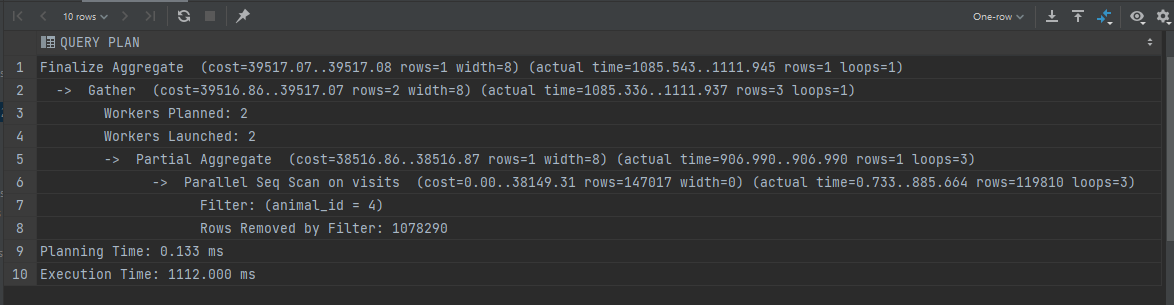 10 rows
One-row
QUERY PLAN
1 Finalize Aggregate  (cost=39517.07..39517.08 rows=1 width=8) (actual time=1085.543..1111.945 rows=1 loops=1)
2   ->  Gather  (cost=39516.86..39517.07 rows=2 width=8) (actual time=1085.336..1111.937 rows=3 loops=1)
3         Workers Planned: 2
4         Workers Launched: 2
5         ->  Partial Aggregate  (cost=38516.86..38516.87 rows=1 width=8) (actual time=906.990..906.990 rows=1 loops=3)
6               ->  Parallel Seq Scan on visits  (cost=0.00..38149.31 rows=147017 width=0) (actual time=0.733..885.664 rows=119810 loops=3)
7                     Filter: (animal_id = 4)
8                     Rows Removed by Filter: 1078290
9 Planning Time: 0.133 ms
10 Execution Time: 1112.000 ms